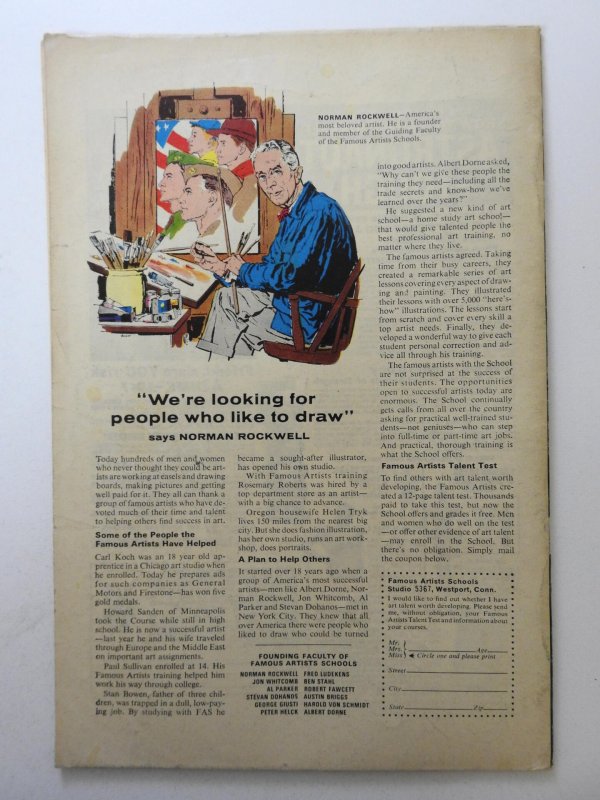 NORMAN ROCKWELL—America's
most beloved artist. He is a founder
and member of the Guiding Faculty
of the Famous Artists Schools.
"We're looking for
people who like to draw"
says NORMAN ROCKWELL
Today hundreds of men and women
who never thought they could be art-
ists are working at easels and drawing
boards, making pictures and getting
well paid for it. They all can thank a
group of famous artists who have de-
voted much of their time and talent
to helping others find success in art.
Some of the People the
Famous Artists Have Helped
Carl Koch was an 18 year old ap-
prentice in a Chicago art studio when
he enrolled. Today he prepares ads
for such companies as General
Motors and Firestone—has won five
gold medals.
Howard Sanden of Minneapolis
took the Course while still in high
school. He is now a successful artist
—last year he and his wife traveled
through Europe and the Middle East
on important art assignments.
Paul Sullivan enrolled at 14. His
Famous Artists training helped him
work his way through college.
Stan Bowen, father of three chil-
dren, was trapped in a dull, low-pay-
ing job. By studying with FAS he
became a sought-after illustrator,
has opened his own studio.
With Famous Artists training
Rosemary Roberts was hired by a
top department store as an artist—
with a big chance to advance.
Oregon housewife Helen Tryk
lives 150 miles from the nearest big
city. But she does fashion illustration,
has her own studio, runs an art work-
shop, does portraits.
A Plan to Help Others
It started over 18 years ago when a
group of America's most successful
artists—men like Albert Dorne, Nor-
man Rockwell, Jon Whitcomb, Al
Parker and Stevan Dohanos—met in
New York City. They knew that all
over America there were people who
liked to draw who could be turned
FOUNDING FACULTY OF
FAMOUS ARTISTS SCHOOLS
NORMAN ROCKWELL FRED LUDEKENS
JON WHITCOMB BEN STAHL
AL PARKER ROBERT FAWCETT
STEVAN DOHANOS AUSTIN BRIGGS
GEORGE GIUSTI HAROLD VON SCHMIDT
PETER HELCK ALBERT DORNE
into good artists. Albert Dorne asked,
"Why can't we give these people the
training they need—including all the
trade secrets and know-how we've
learned over the years?"
He suggested a new kind of art
school—a home study art school—
that would give talented people the
best professional art training, no
matter where they live.
The famous artists agreed. Taking
time from their busy careers, they
created a remarkable series of art
lessons covering every aspect of draw-
ing and painting. They illustrated
their lessons with over 5,000 "here's-
how" illustrations. The lessons start
from scratch and cover every skill a
top artist needs. Finally, they de-
veloped a wonderful way to give each
student personal correction and ad-
vice all through his training.
The famous artists with the School
are not surprised at the success of
their students. The opportunities
open to successful artists today are
enormous. The School continually
gets calls from all over the country
asking for practical well-trained stu-
dents—not geniuses—who can step
into full-time or part-time art jobs.
And practical, thorough training is
what the School offers.
Famous Artists Talent Test
To find others with art talent worth
developing, the Famous Artists cre-
ated a 12-page talent test. Thousands
paid to take this test, but now the
School offers and grades it free. Men
and women who do well on the test
—or offer other evidence of art talent
—may enroll in the School. But
there's no obligation. Simply mail
the coupon below.
Famous Artists Schools
Studio 5367, Westport, Conn.
I would like to find out whether I have
art talent worth developing. Please send
me, without obligation, your Famous
Artists Talent Test and information about
your courses.
Mr.
Mrs. Age
Miss Circle one and please print
Street
City
State Zip